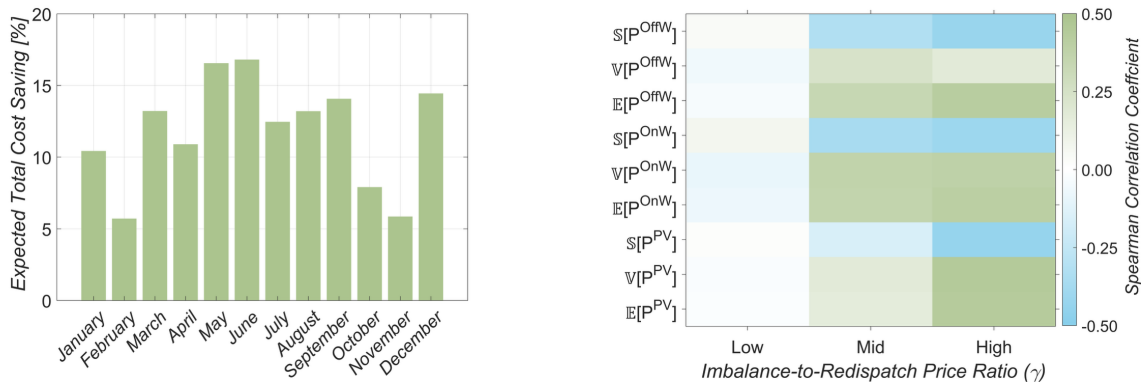 Expected Total Cost Saving [%]
20
15
10
5
0
January
February
March
April
May
June
July
August
September
October
November
December
𝕊[P^OffW]
𝕍[P^OffW]
𝔼[P^OffW]
𝕊[P^OnW]
𝕍[P^OnW]
𝔼[P^OnW]
𝕊[P^PV]
𝕍[P^PV]
𝔼[P^PV]
Low
Mid
High
Imbalance-to-Redispatch Price Ratio (γ)
0.50
0.25
0.00
-0.25
-0.50
Spearman Correlation Coeffcient